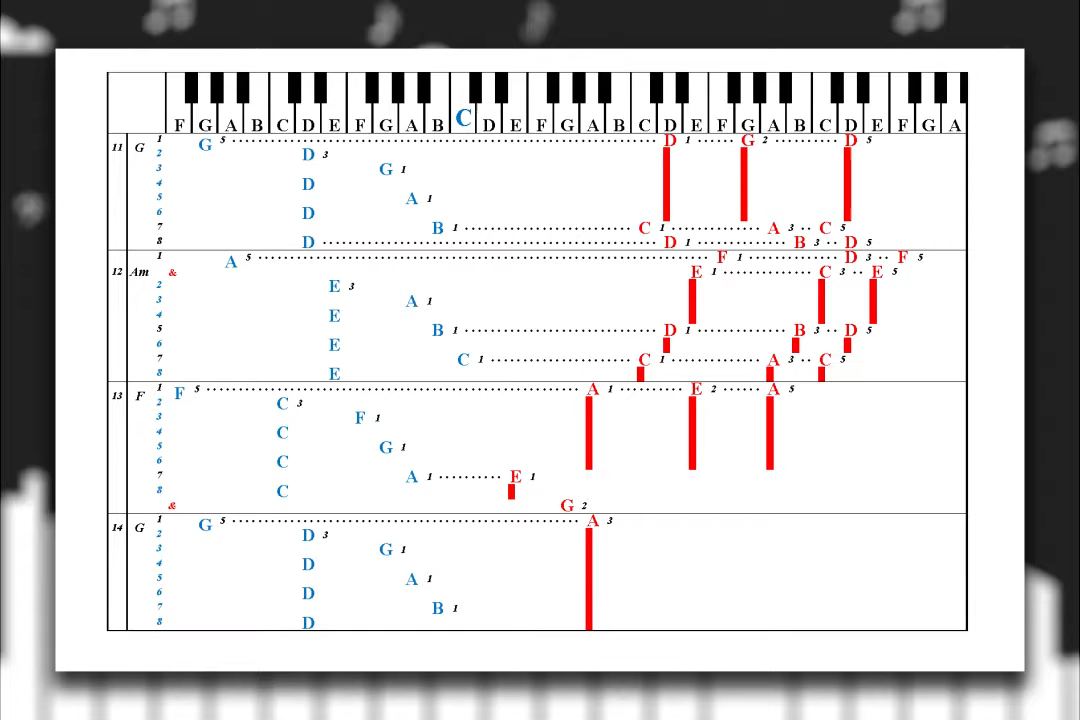 F G A B C D E F G A B C D E F G A B C D E F G A B C D E F G A
11 G 1 G 5 D 1 G 2 D 5
2 D 3
3 G 1
4 D
5 A 1
6 D
7 B 1 C 1 A 3 C 5
8 D D 1 B 3 D 5
12 Am 1 A 5 F 1 D 3 F 5
& E 1 C 3 E 5
2 E 3
3 A 1
4 E
5 B 1 D 1 B 3 D 5
6 E
7 C 1 C 1 A 3 C 5
8 E
13 F 1 F 5 A 1 E 2 A 5
2 C 3
3 F 1
4 C
5 G 1
6 C
7 A 1 E 1
8 C
& G 2
14 G 1 G 5 A 3
2 D 3
3 G 1
4 D
5 A 1
6 D
7 B 1
8 D